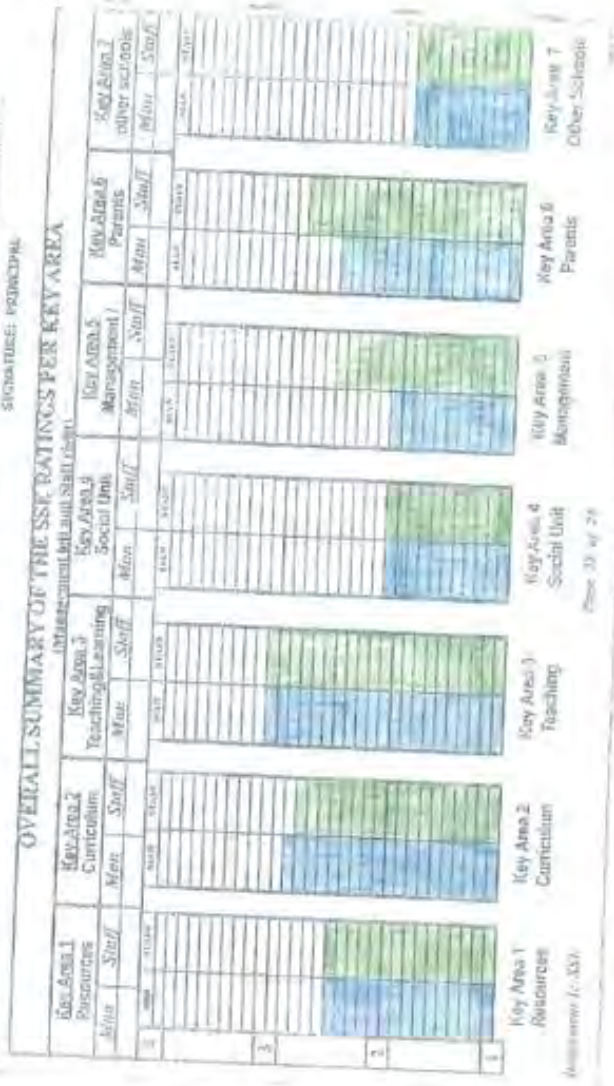 SIGNATURE: PRINCIPAL
OVERALL SUMMARY OF THE SSE RATINGS PER KEY AREA
(Management left and Staff right)
Key Area 1
Resources
Key Area 2
Curriculum
Key Area 3
Teaching&Learning
Key Area 4
Social Unit
Key Area 5
Management
Key Area 6
Parents
Key Area 7
other schools
Man Staff Man Staff Man Staff Man Staff Man Staff Man Staff Man Staff
3
2
1
Key Area 1
Resources
Key Area 2
Curriculum
Key Area 3
Teaching
Key Area 4
Social Unit
Key Area 5
Management
Key Area 6
Parents
Key Area 7
Other Schools